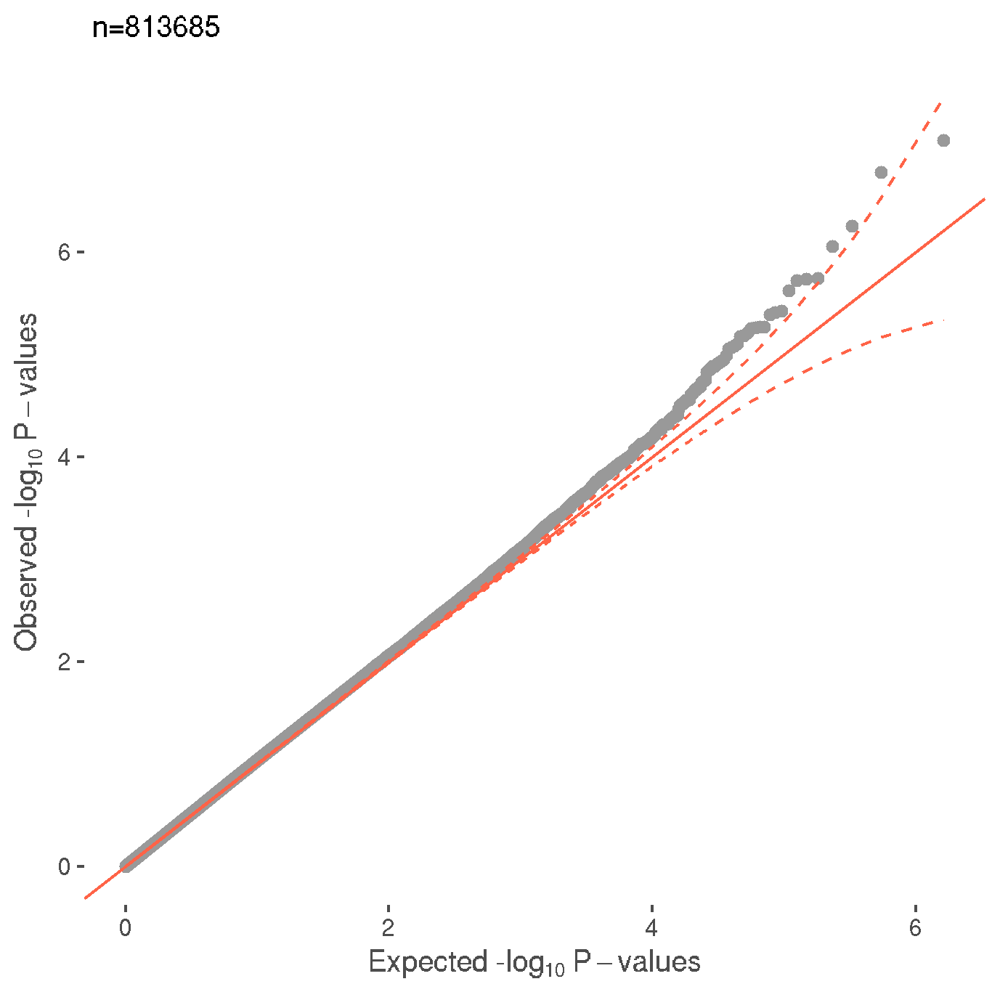 n=813685
Observed -log10 P−values
6
4
2
0
0 2 4 6
Expected -log10 P−values